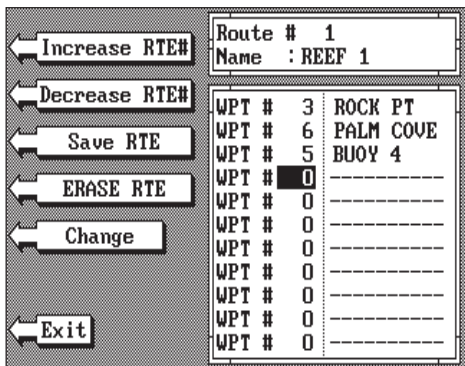 Increase RTE#
Decrease RTE#
Save RTE
ERASE RTE
Change
Exit
Route # 1
Name :REEF 1
WPT # 3 ROCK PT
WPT # 6 PALM COVE
WPT # 5 BUOY 4
WPT # 0 ----------
WPT # 0 ----------
WPT # 0 ----------
WPT # 0 ----------
WPT # 0 ----------
WPT # 0 ----------
WPT # 0 ----------
WPT # 0 ----------